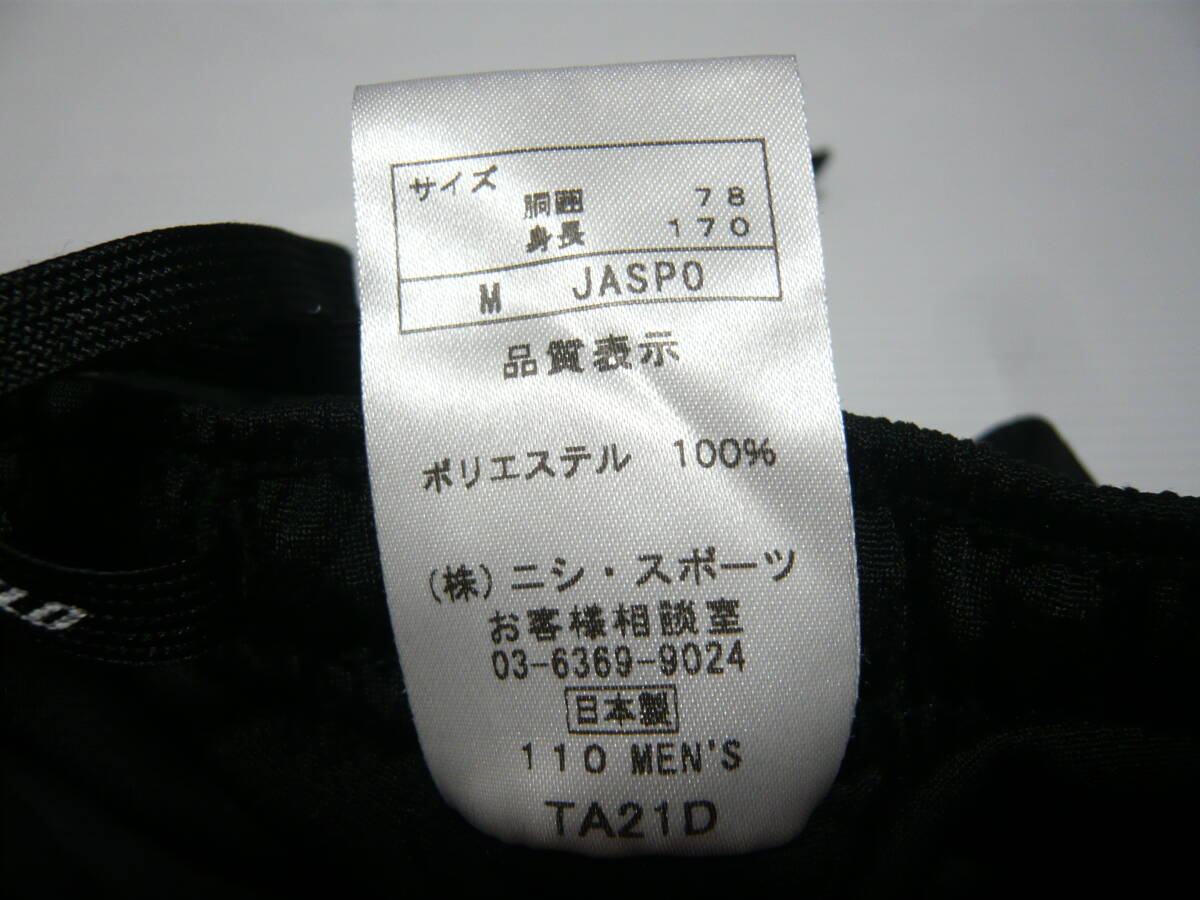 サイズ
胴囲 78
身長 170
M JASPO
品質表示
ポリエステル 100%
(株)ニシ・スポーツ
お客様相談室
03-6369-9024
日本製
110 MEN'S
TA21D